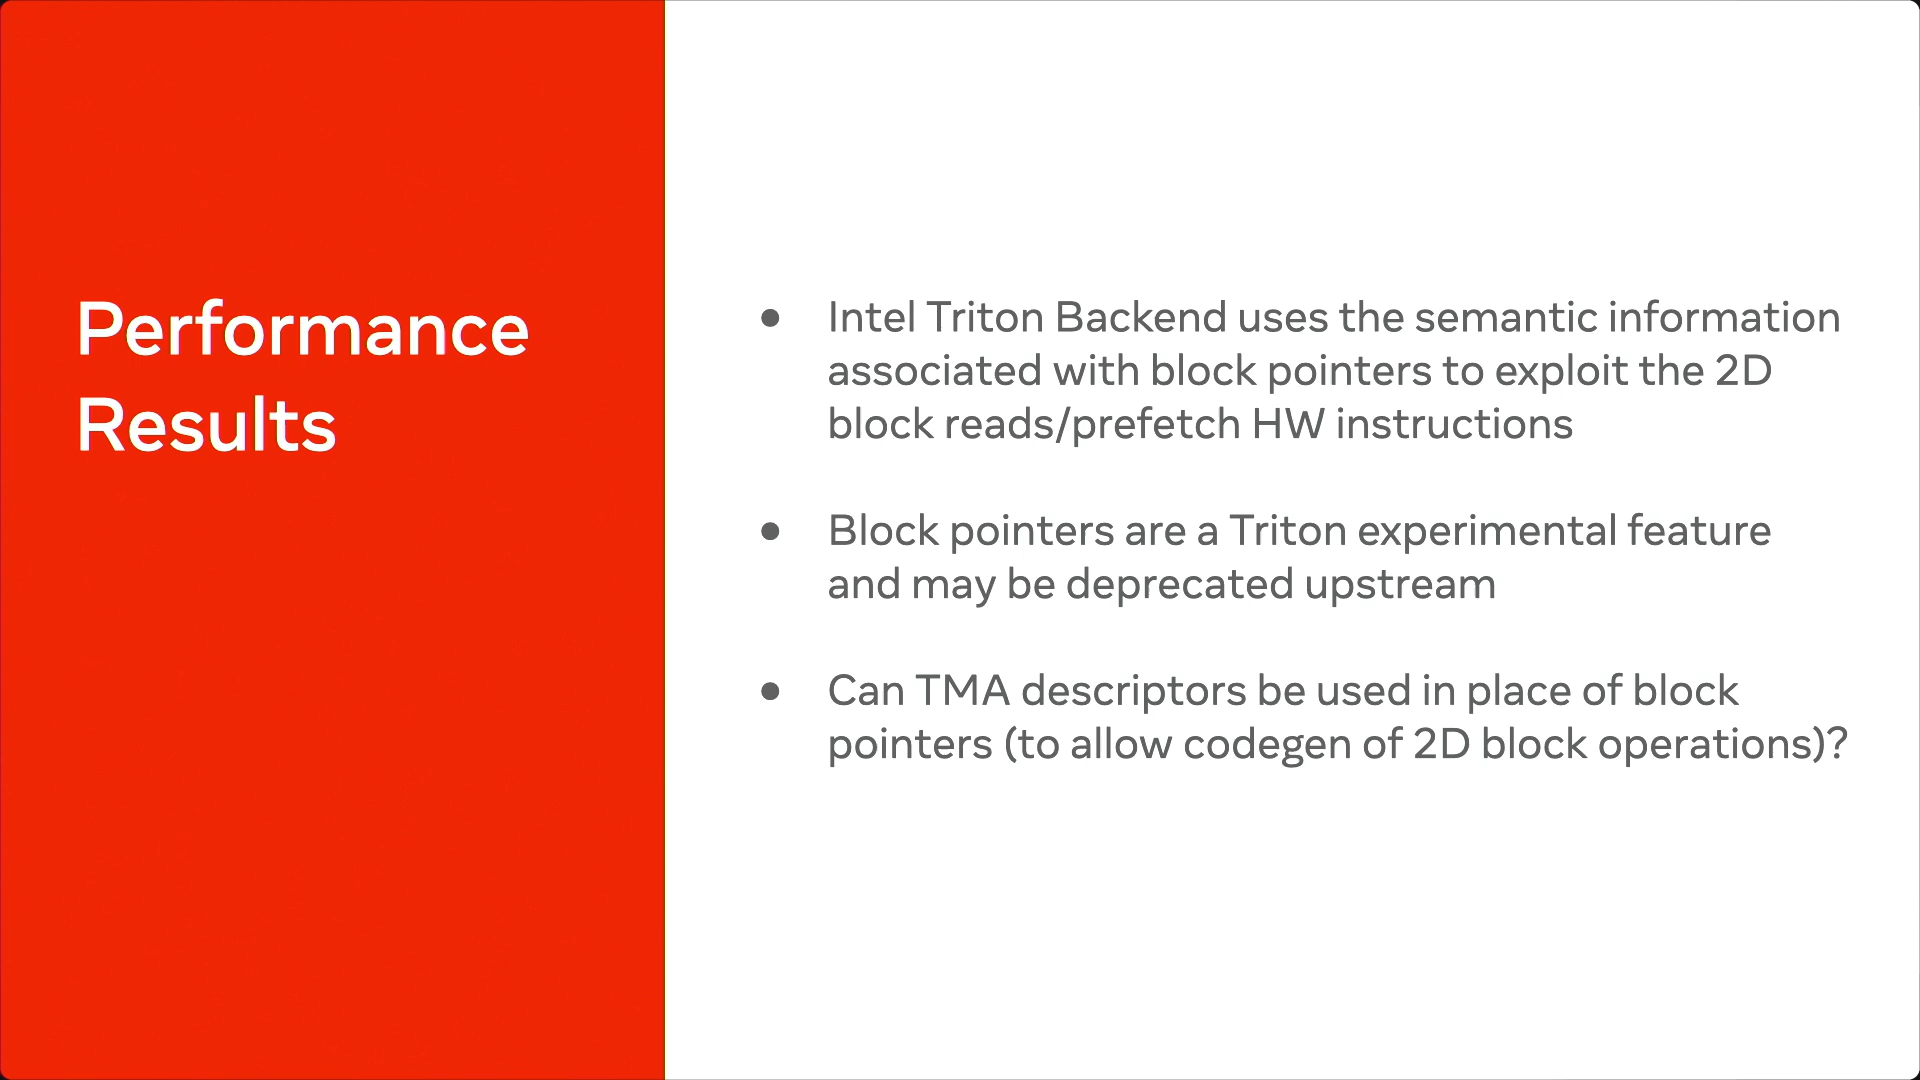 Performance
Results
● Intel Triton Backend uses the semantic information
associated with block pointers to exploit the 2D
block reads/prefetch HW instructions
● Block pointers are a Triton experimental feature
and may be deprecated upstream
● Can TMA descriptors be used in place of block
pointers (to allow codegen of 2D block operations)?